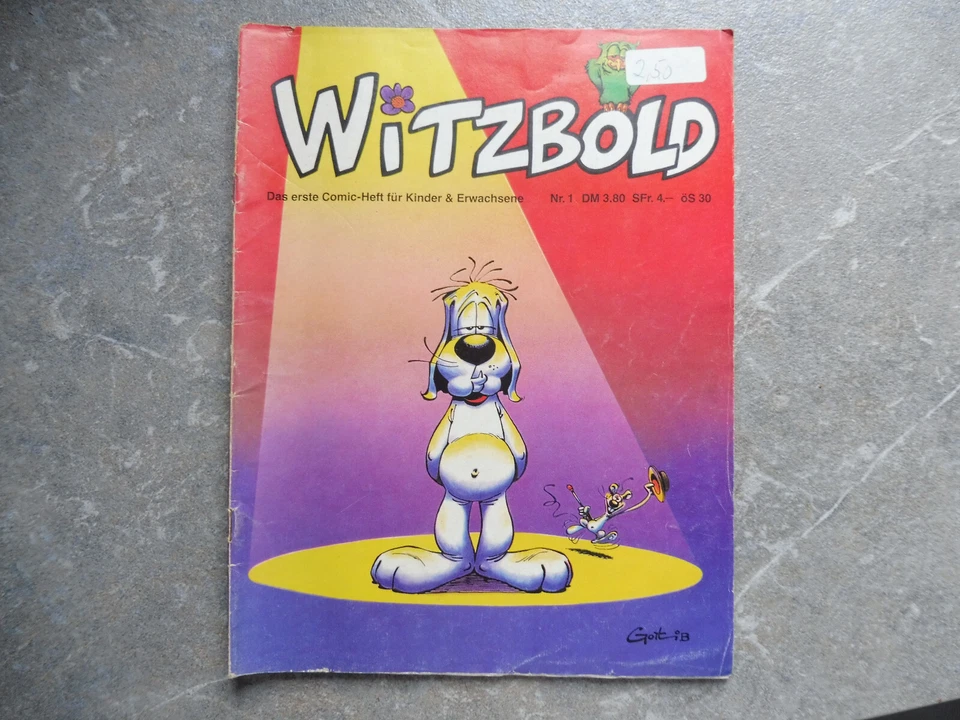 2,50
WiTZBOLD
Das erste Comic-Heft für Kinder & Erwachsene Nr. 1 DM 3.80 SFr. 4,– öS 30